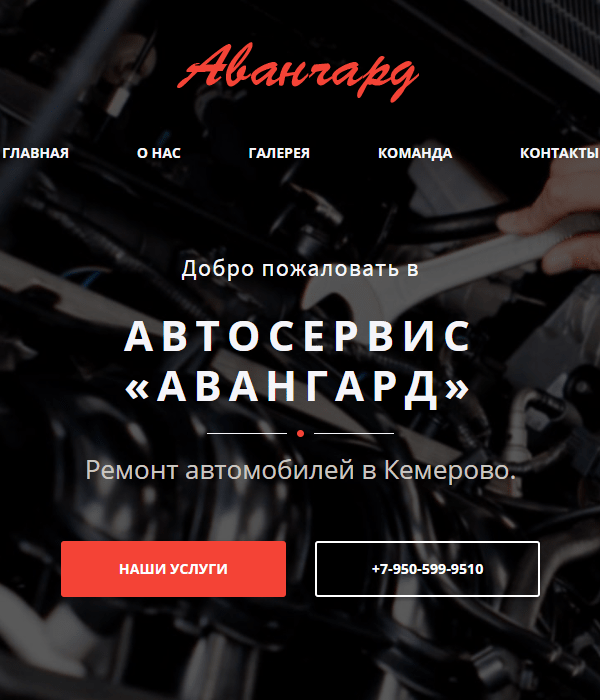 Авангард
ГЛАВНАЯ О НАС ГАЛЕРЕЯ КОМАНДА КОНТАКТЫ
Добро пожаловать в
АВТОСЕРВИС
«АВАНГАРД»
Ремонт автомобилей в Кемерово.
НАШИ УСЛУГИ +7-950-599-9510